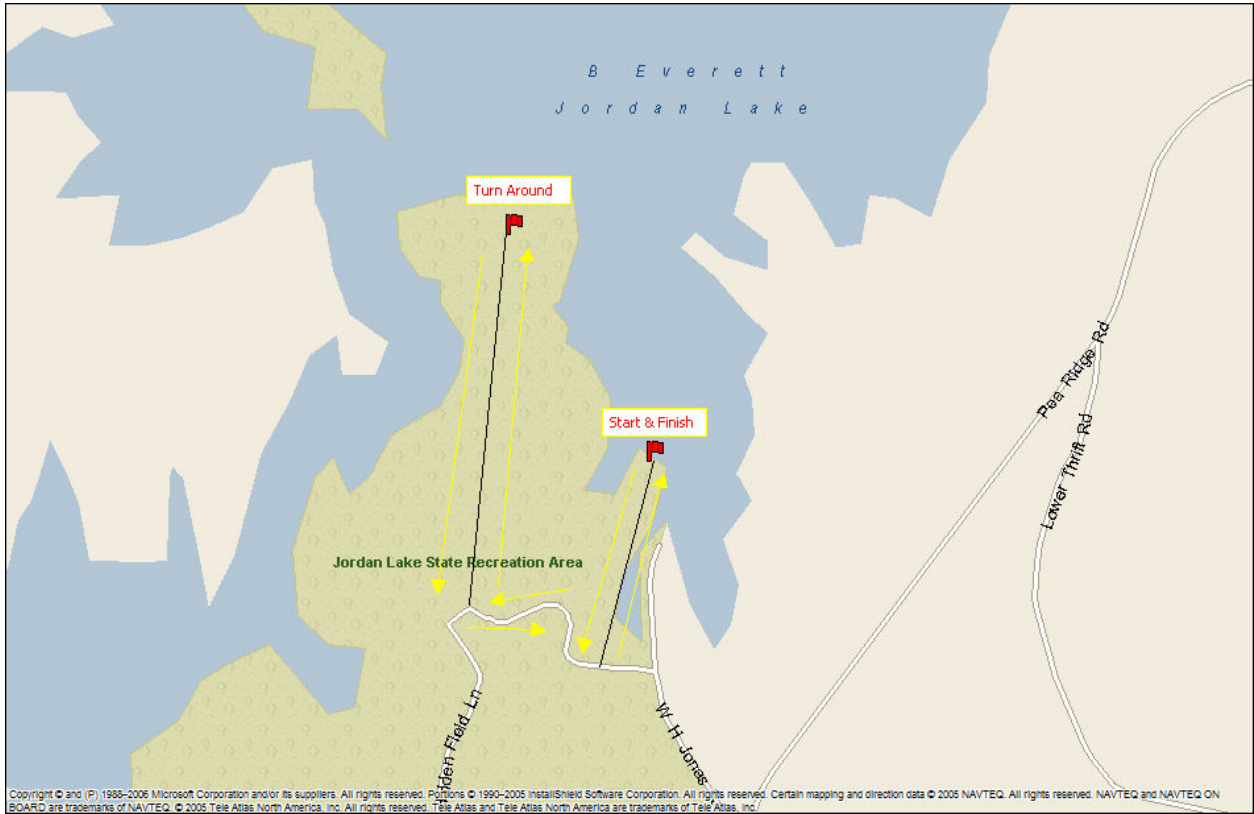 B Everett
Jordan Lake
Turn Around
Start & Finish
Pea Ridge Rd
Lower Thrift Rd
Jordan Lake State Recreation Area
Field Ln
W H Jones
Copyright © and (P) 1988–2006 Microsoft Corporation and/or its suppliers. All rights reserved. Portions © 1990–2005 InstallShield Software Corporation. All rights reserved. Certain mapping and direction data © 2005 NAVTEQ. All rights reserved. NAVTEQ and NAVTEQ ON
BOARD are trademarks of NAVTEQ. © 2005 Tele Atlas North America, Inc. All rights reserved. Tele Atlas and Tele Atlas North America are trademarks of Tele Atlas, Inc.